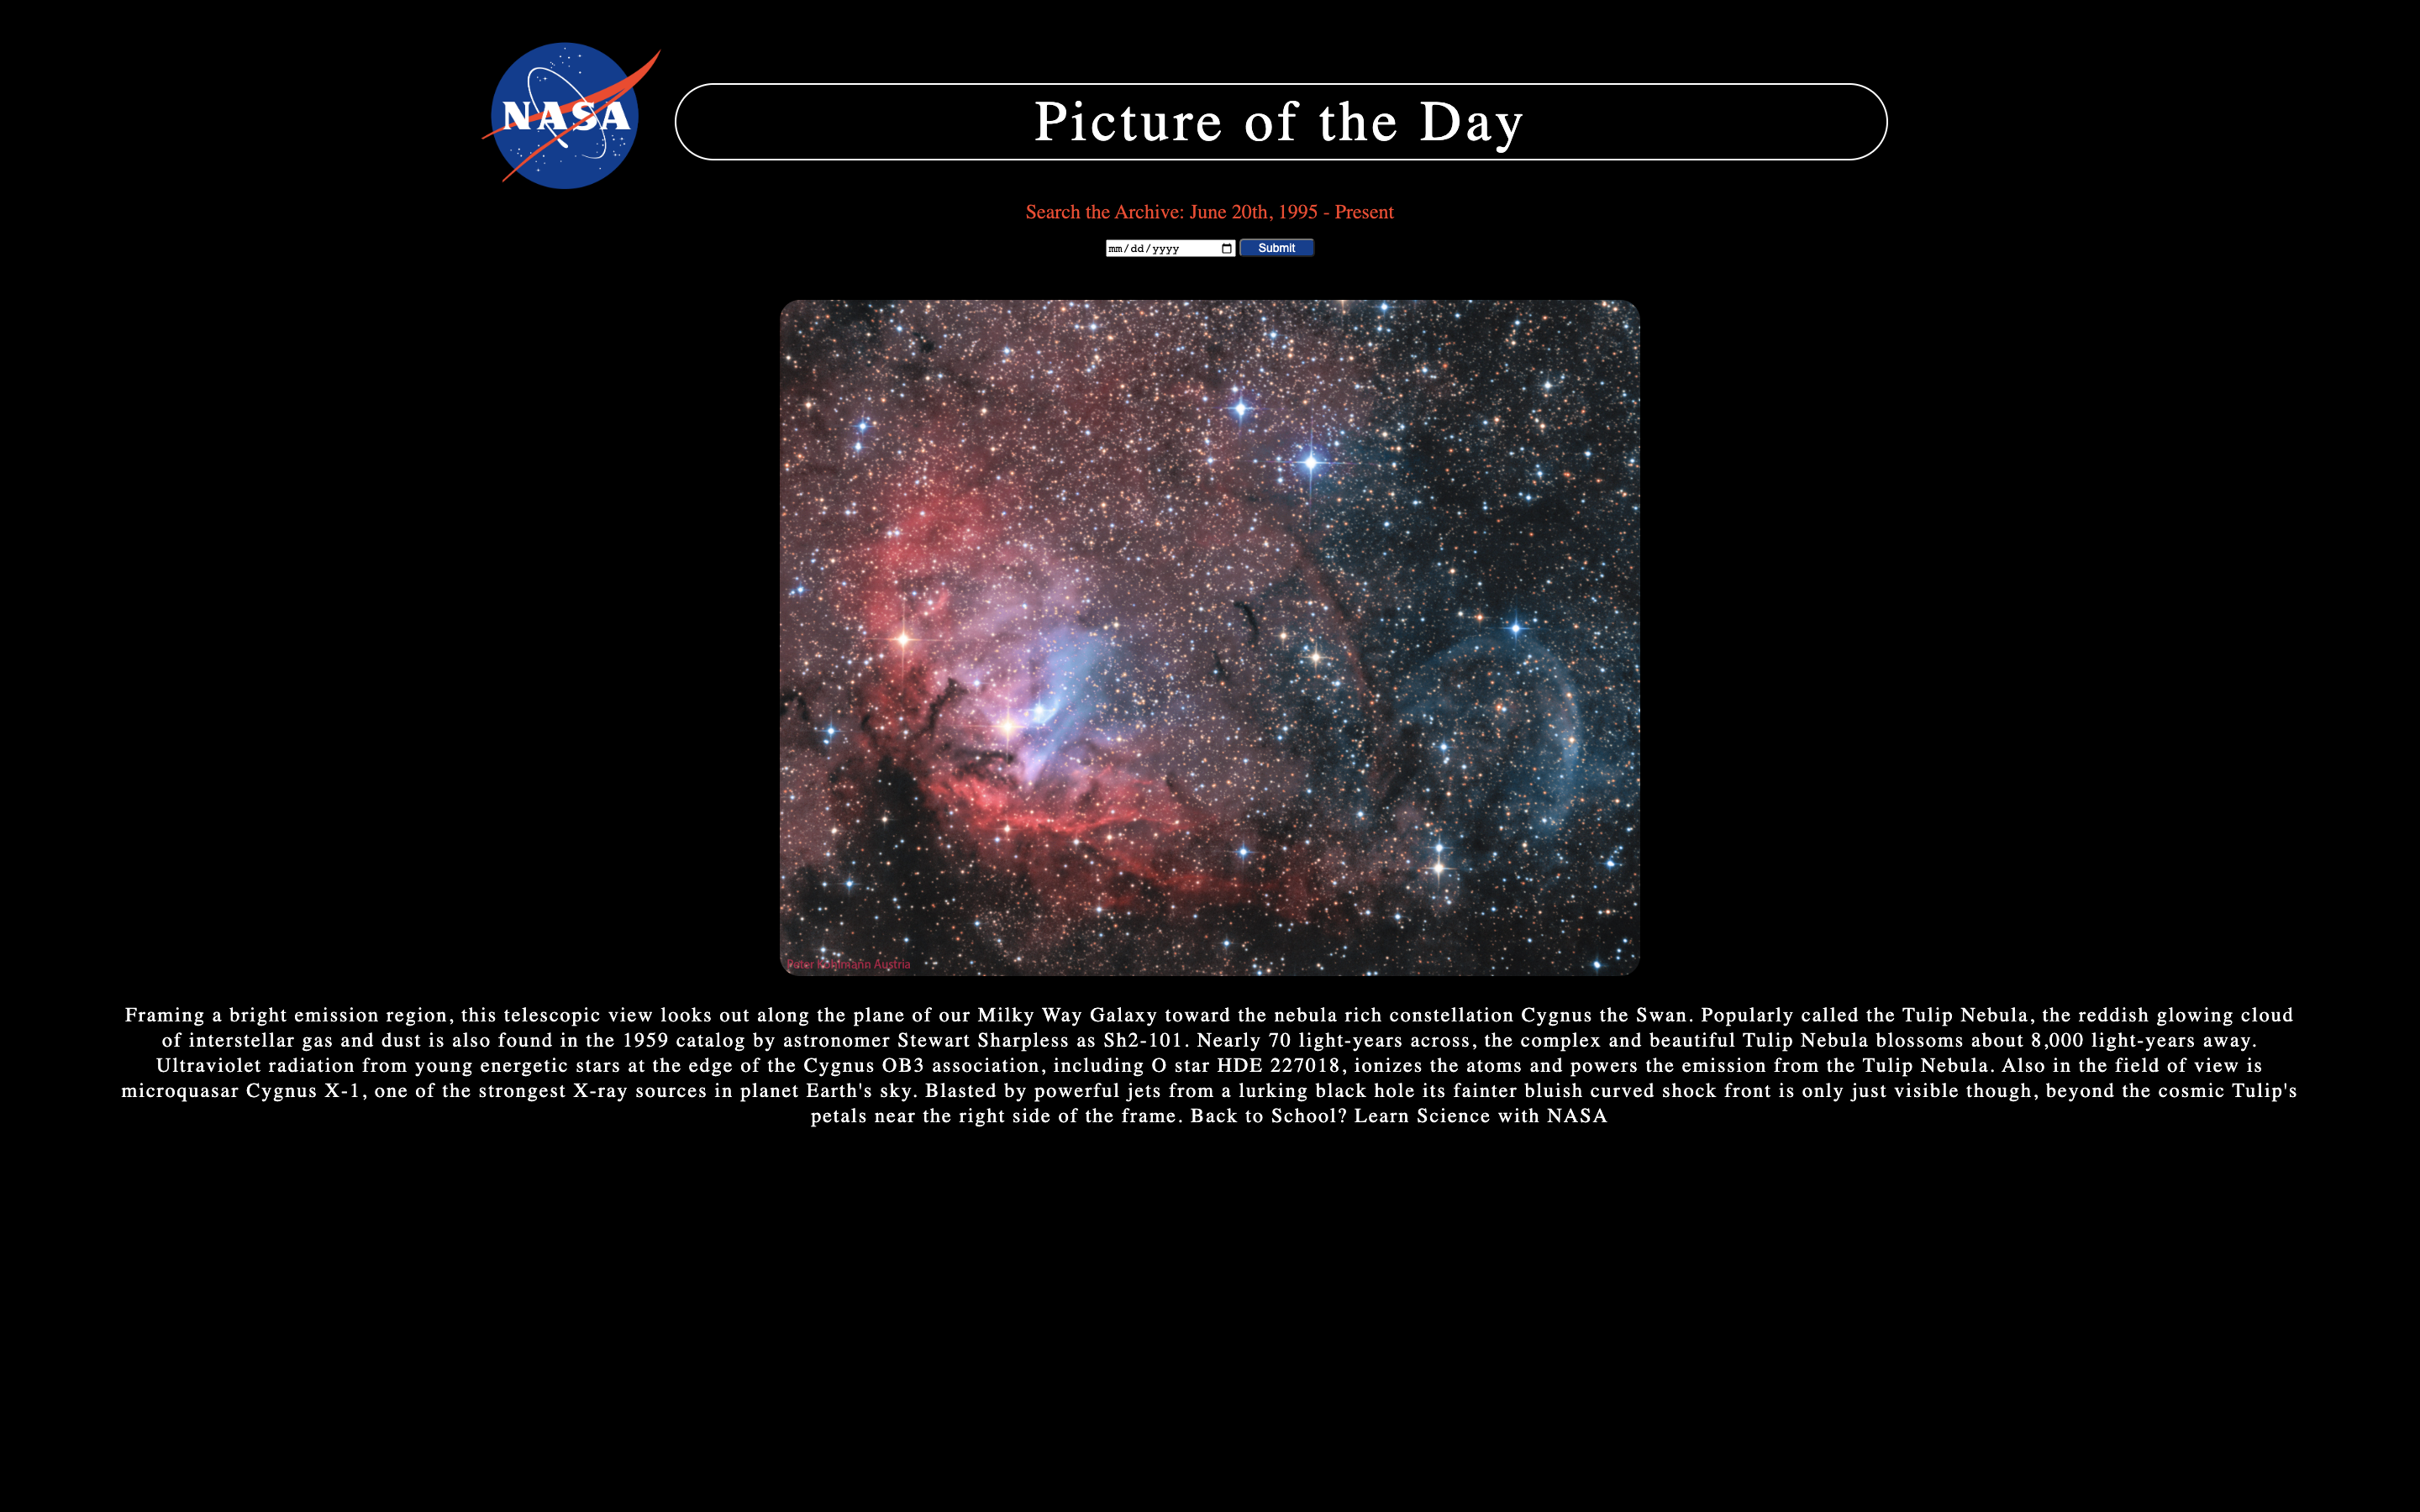 NASA
Picture of the Day
Search the Archive: June 20th, 1995 - Present
mm/dd/yyyy Submit
Peter Kohlmann Austria
Framing a bright emission region, this telescopic view looks out along the plane of our Milky Way Galaxy toward the nebula rich constellation Cygnus the Swan. Popularly called the Tulip Nebula, the reddish glowing cloud
of interstellar gas and dust is also found in the 1959 catalog by astronomer Stewart Sharpless as Sh2-101. Nearly 70 light-years across, the complex and beautiful Tulip Nebula blossoms about 8,000 light-years away.
Ultraviolet radiation from young energetic stars at the edge of the Cygnus OB3 association, including O star HDE 227018, ionizes the atoms and powers the emission from the Tulip Nebula. Also in the field of view is
microquasar Cygnus X-1, one of the strongest X-ray sources in planet Earth's sky. Blasted by powerful jets from a lurking black hole its fainter bluish curved shock front is only just visible though, beyond the cosmic Tulip's
petals near the right side of the frame. Back to School? Learn Science with NASA